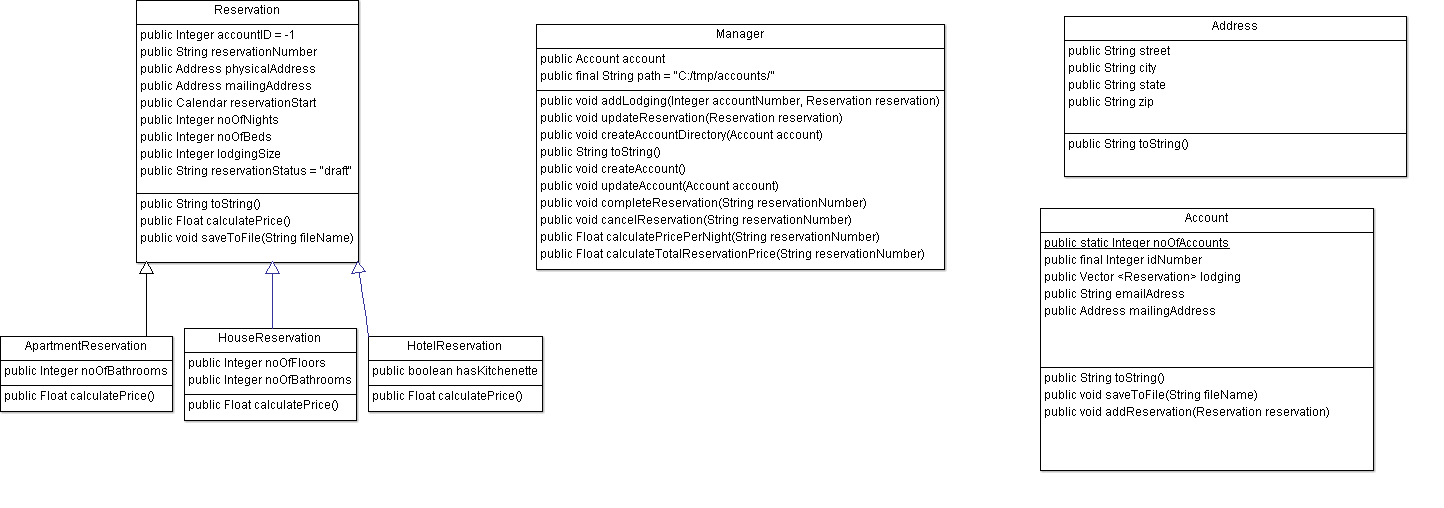 Reservation
public Integer accountID = -1
public String reservationNumber
public Address physicalAddress
public Address mailingAddress
public Calendar reservationStart
public Integer noOfNights
public Integer noOfBeds
public Integer lodgingSize
public String reservationStatus = "draft"
public String toString()
public Float calculatePrice()
public void saveToFile(String fileName)
ApartmentReservation
public Integer noOfBathrooms
public Float calculatePrice()
HouseReservation
public Integer noOfFloors
public Integer noOfBathrooms
public Float calculatePrice()
HotelReservation
public boolean hasKitchenette
public Float calculatePrice()
Manager
public Account account
public final String path = "C:/tmp/accounts/"
public void addLodging(Integer accountNumber, Reservation reservation)
public void updateReservation(Reservation reservation)
public void createAccountDirectory(Account account)
public String toString()
public void createAccount()
public void updateAccount(Account account)
public void completeReservation(String reservationNumber)
public void cancelReservation(String reservationNumber)
public Float calculatePricePerNight(String reservationNumber)
public Float calculateTotalReservationPrice(String reservationNumber)
Address
public String street
public String city
public String state
public String zip
public String toString()
Account
public static Integer noOfAccounts
public final Integer idNumber
public Vector <Reservation> lodging
public String emailAdress
public Address mailingAddress
public String toString()
public void saveToFile(String fileName)
public void addReservation(Reservation reservation)